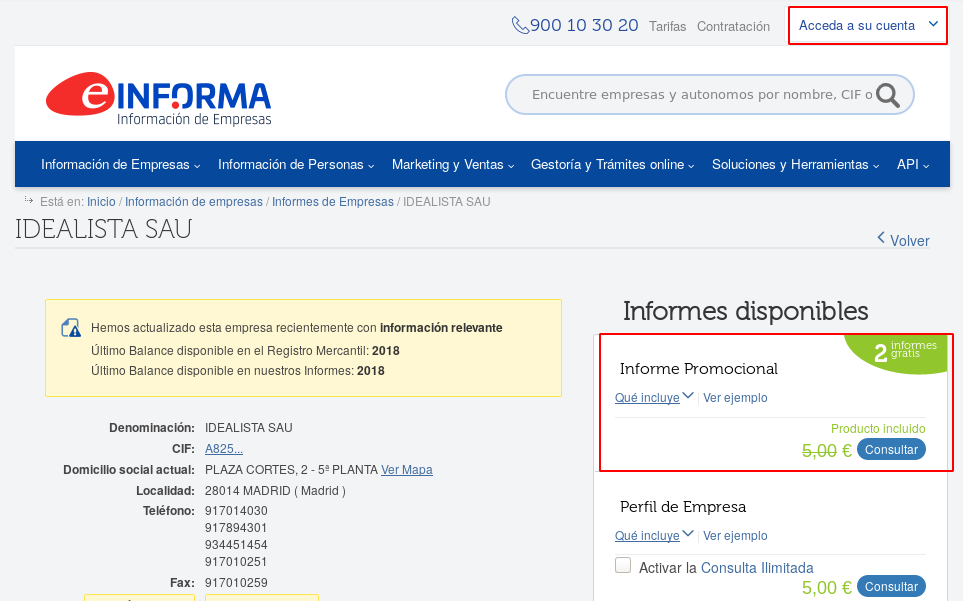 900 10 30 20 Tarifas Contratación Acceda a su cuenta
eINFORMA
Información de Empresas
Encuentre empresas y autonomos por nombre, CIF o
Información de Empresas Información de Personas Marketing y Ventas Gestoría y Trámites online Soluciones y Herramientas API
Está en: Inicio / Información de empresas / Informes de Empresas / IDEALISTA SAU
IDEALISTA SAU
Volver
Hemos actualizado esta empresa recientemente con información relevante
Último Balance disponible en el Registro Mercantil: 2018
Último Balance disponible en nuestros Informes: 2018
Denominación: IDEALISTA SAU
CIF: A825...
Domicilio social actual: PLAZA CORTES, 2 - 5ª PLANTA Ver Mapa
Localidad: 28014 MADRID ( Madrid )
Teléfono: 917014030
917894301
934451454
917010251
Fax: 917010259
Informes disponibles
2 informes
gratis
Informe Promocional
Qué incluye Ver ejemplo
Producto incluido
5,00 € Consultar
Perfil de Empresa
Qué incluye Ver ejemplo
Activar la Consulta Ilimitada
5,00 € Consultar